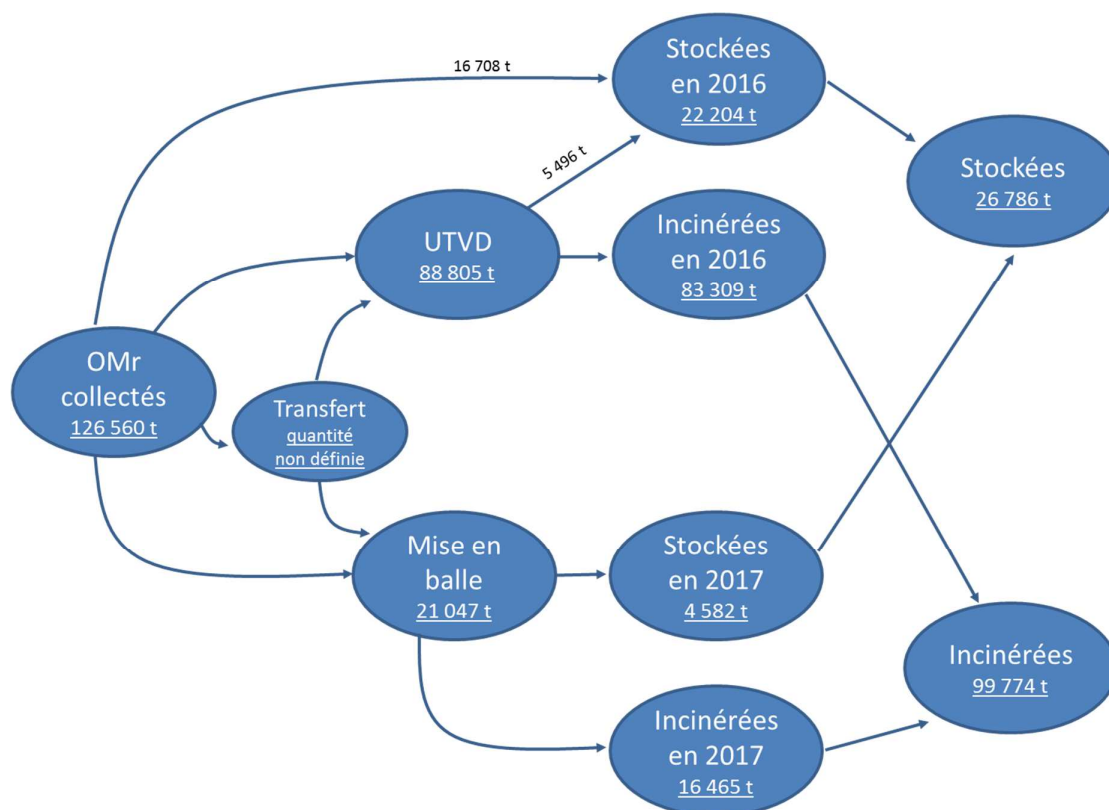 16 708 t
Stockées
en 2016
22 204 t
5 496 t
Stockées
26 786 t
UTVD
88 805 t
Incinérées
en 2016
83 309 t
OMr
collectés
126 560 t
Transfert
quantité
non définie
Mise en
balle
21 047 t
Stockées
en 2017
4 582 t
Incinérées
99 774 t
Incinérées
en 2017
16 465 t